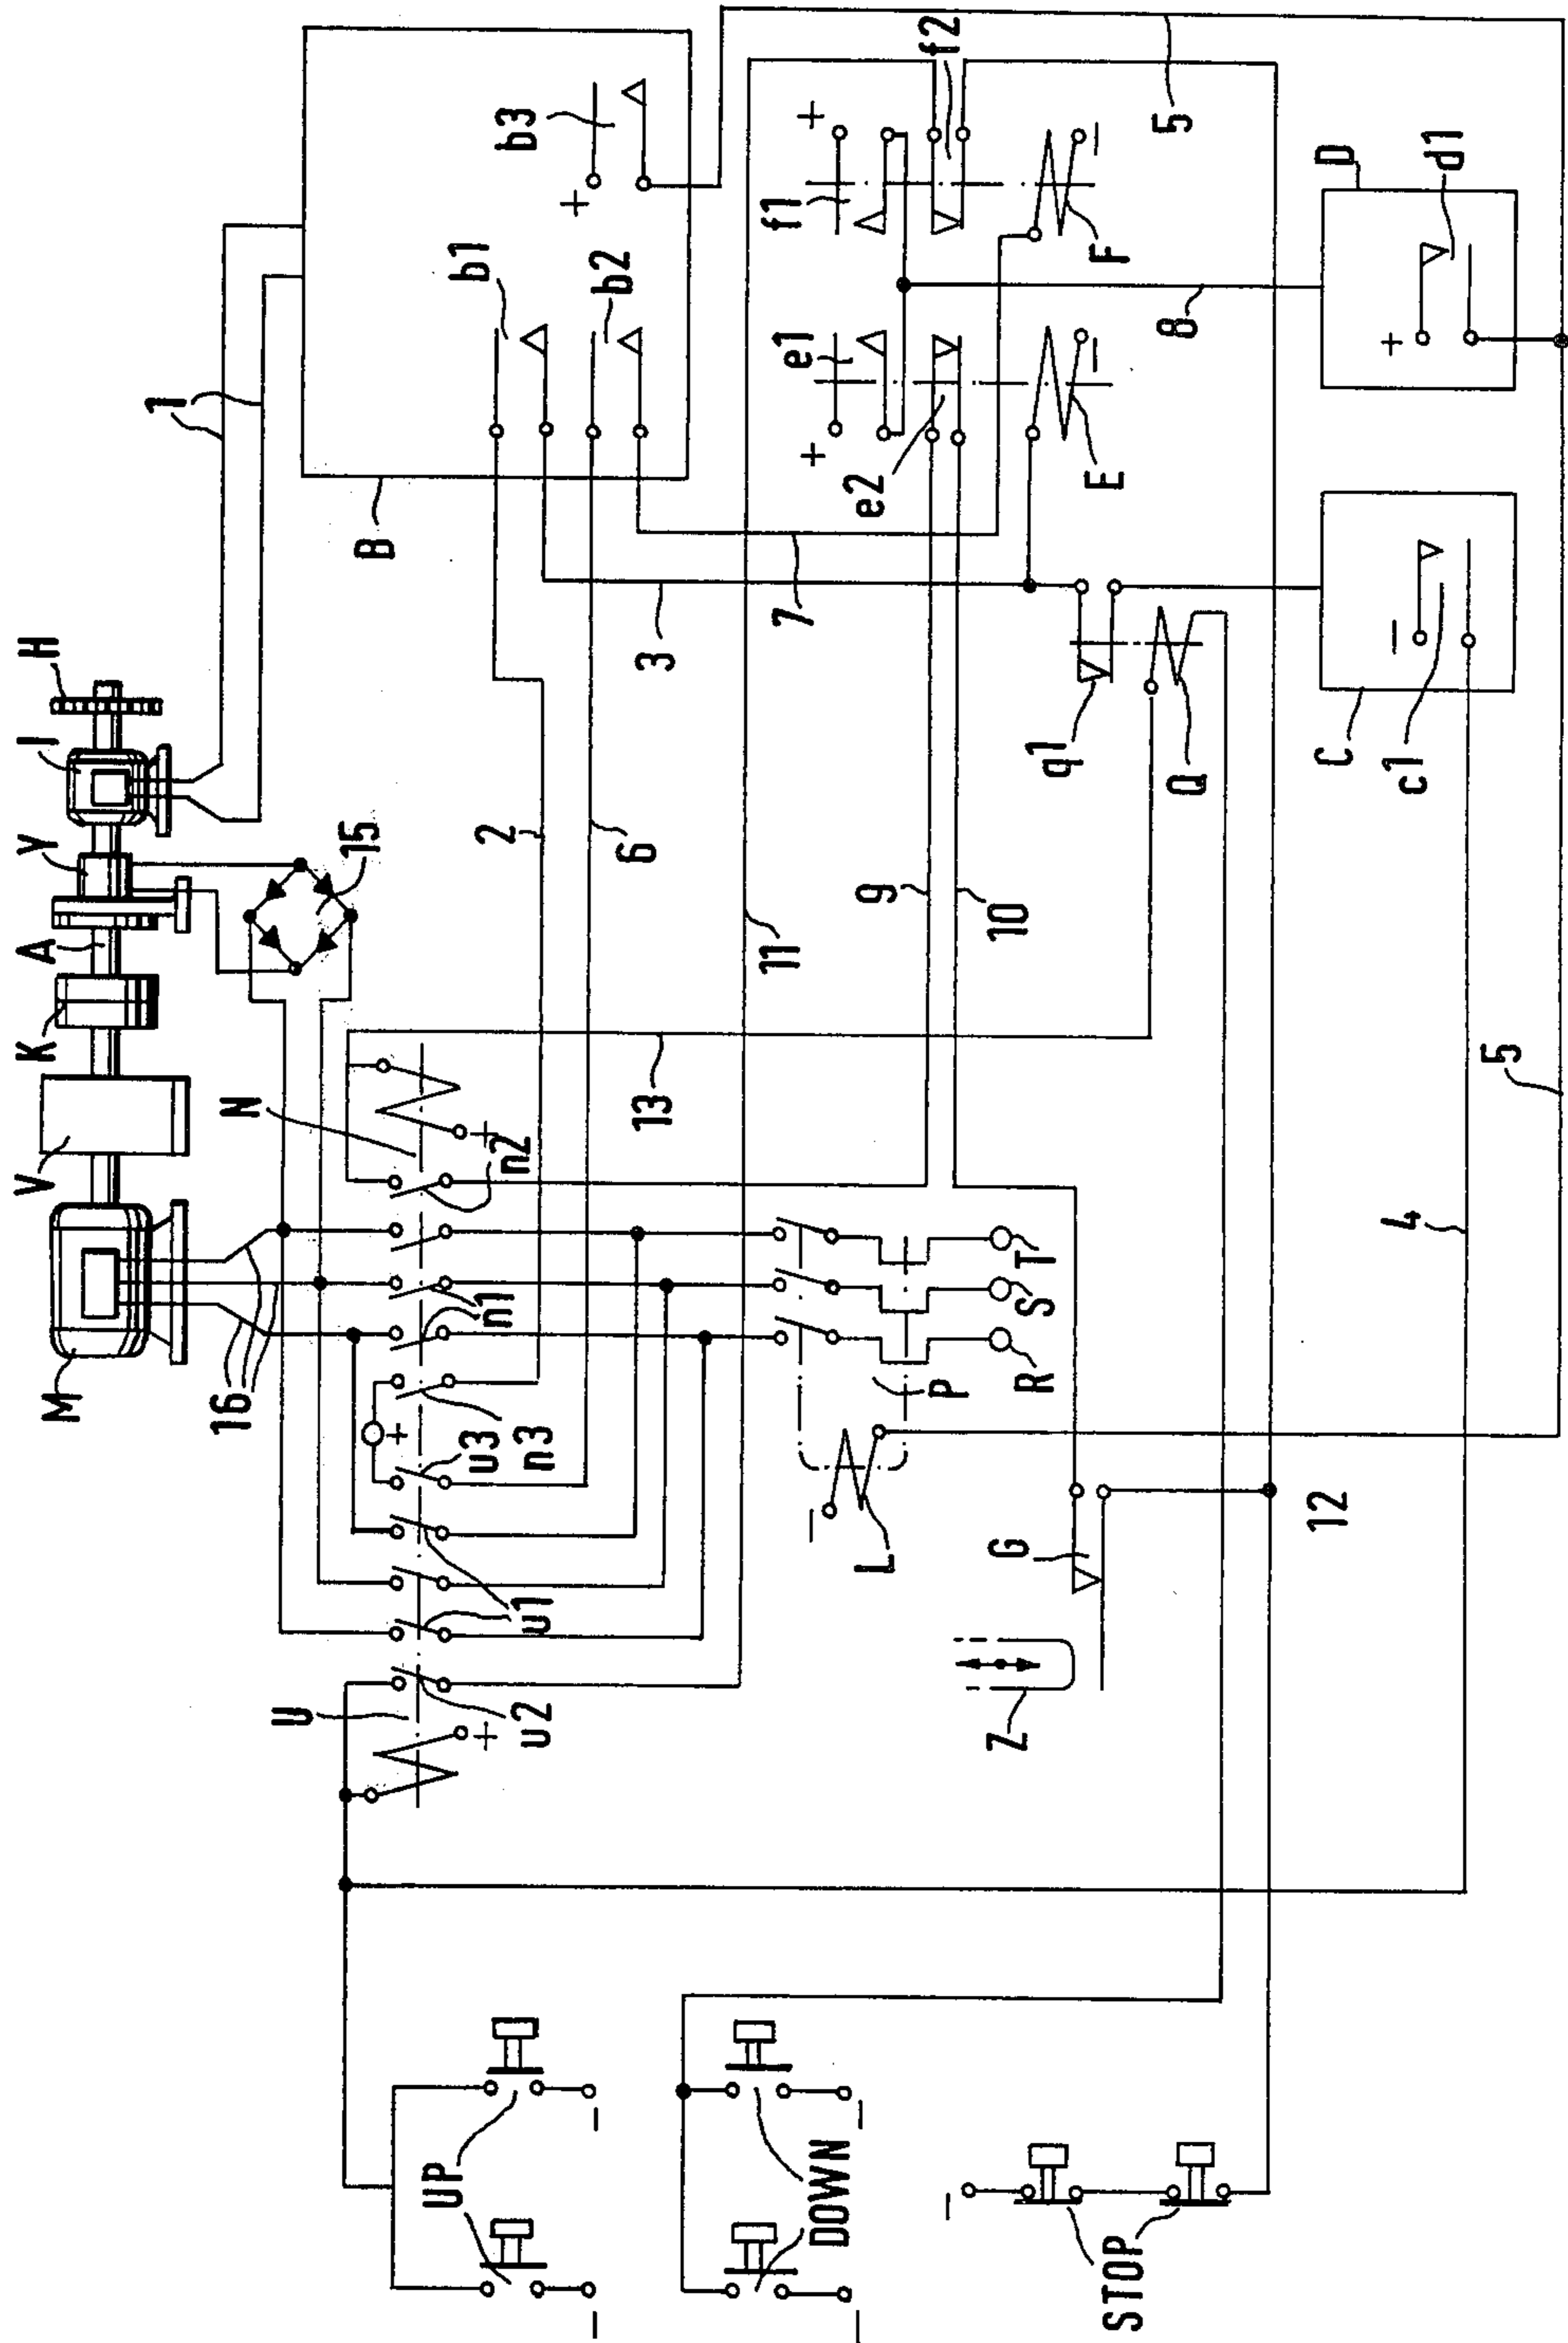 M
V
K
A
Y
I
H
1
16
N
U
15
B
+
UP
b1
+
+
u3
n1
2
b3
n2
u1
u2
n3
+
−
−
b2
6
13
3
11
f1
7
+
e1
+
−
DOWN
−
−
L
e2
9
P
f2
−
Z
G
R
S
T
10
q1
−
−
E
F
STOP
Q
8
5
12
C
D
−
+
4
c1
d1
5